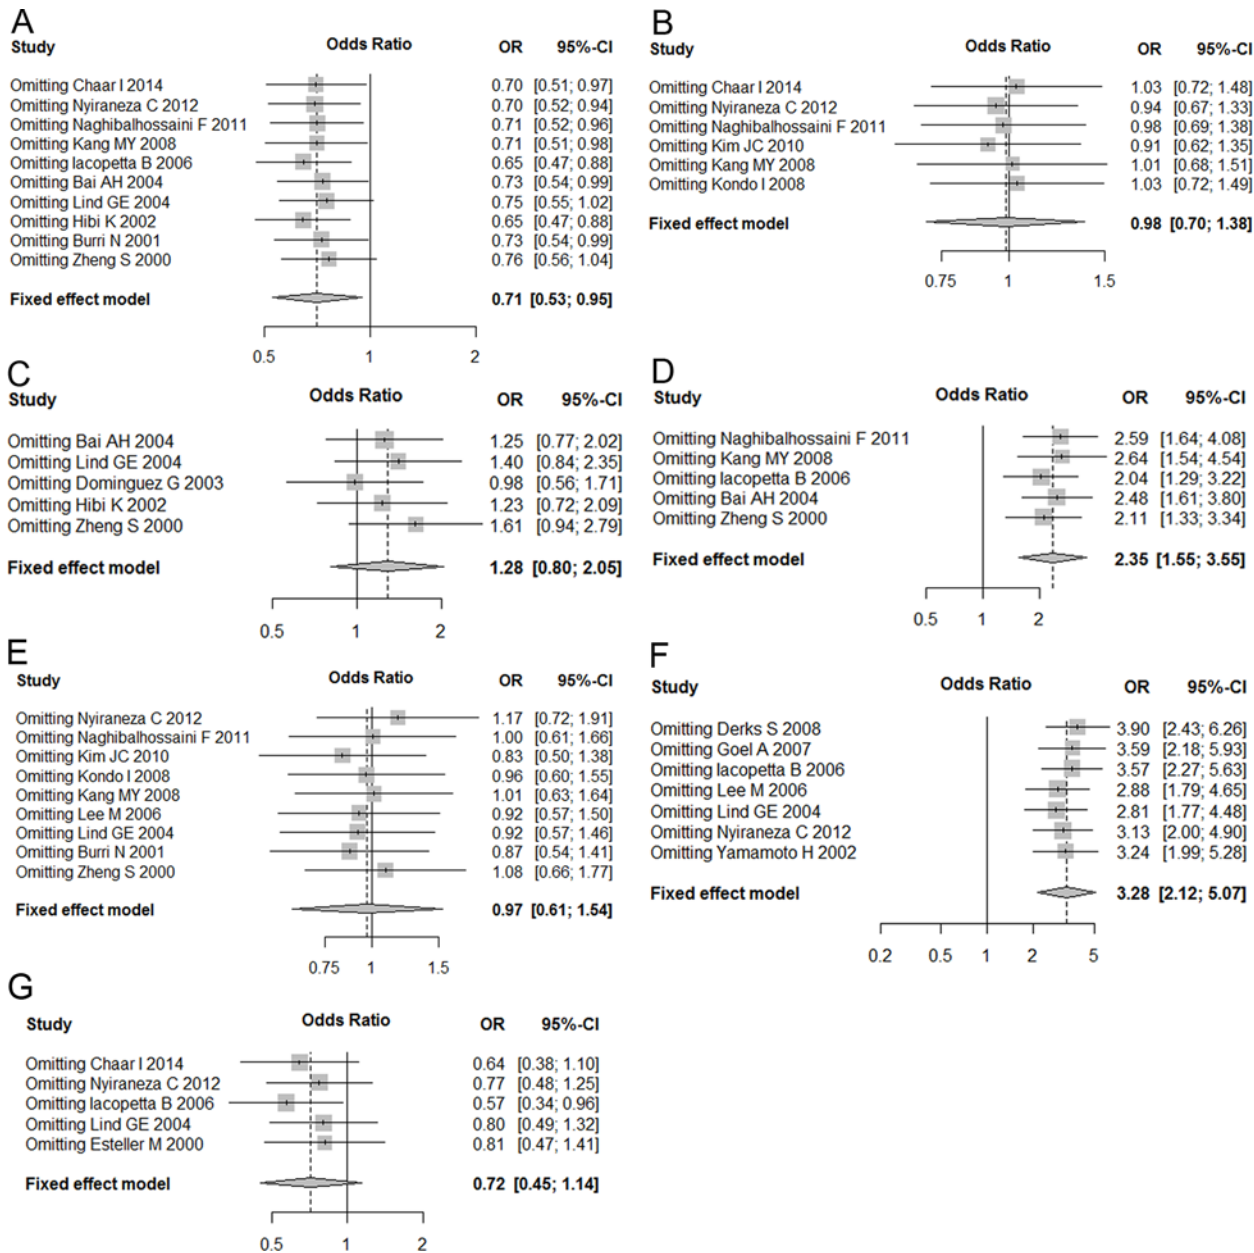 A
Study Odds Ratio OR 95%-CI
Omitting Chaar I 2014 0.70 [0.51; 0.97]
Omitting Nyiraneza C 2012 0.70 [0.52; 0.94]
Omitting Naghibalhossaini F 2011 0.71 [0.52; 0.96]
Omitting Kang MY 2008 0.71 [0.51; 0.98]
Omitting Iacopetta B 2006 0.65 [0.47; 0.88]
Omitting Bai AH 2004 0.73 [0.54; 0.99]
Omitting Lind GE 2004 0.75 [0.55; 1.02]
Omitting Hibi K 2002 0.65 [0.47; 0.88]
Omitting Burri N 2001 0.73 [0.54; 0.99]
Omitting Zheng S 2000 0.76 [0.56; 1.04]
Fixed effect model 0.71 [0.53; 0.95]
0.5 1 2
B
Study Odds Ratio OR 95%-CI
Omitting Chaar I 2014 1.03 [0.72; 1.48]
Omitting Nyiraneza C 2012 0.94 [0.67; 1.33]
Omitting Naghibalhossaini F 2011 0.98 [0.69; 1.38]
Omitting Kim JC 2010 0.91 [0.62; 1.35]
Omitting Kang MY 2008 1.01 [0.68; 1.51]
Omitting Kondo I 2008 1.03 [0.72; 1.49]
Fixed effect model 0.98 [0.70; 1.38]
0.75 1 1.5
C
Study Odds Ratio OR 95%-CI
Omitting Bai AH 2004 1.25 [0.77; 2.02]
Omitting Lind GE 2004 1.40 [0.84; 2.35]
Omitting Dominguez G 2003 0.98 [0.56; 1.71]
Omitting Hibi K 2002 1.23 [0.72; 2.09]
Omitting Zheng S 2000 1.61 [0.94; 2.79]
Fixed effect model 1.28 [0.80; 2.05]
0.5 1 2
D
Study Odds Ratio OR 95%-CI
Omitting Naghibalhossaini F 2011 2.59 [1.64; 4.08]
Omitting Kang MY 2008 2.64 [1.54; 4.54]
Omitting Iacopetta B 2006 2.04 [1.29; 3.22]
Omitting Bai AH 2004 2.48 [1.61; 3.80]
Omitting Zheng S 2000 2.11 [1.33; 3.34]
Fixed effect model 2.35 [1.55; 3.55]
0.5 1 2
E
Study Odds Ratio OR 95%-CI
Omitting Nyiraneza C 2012 1.17 [0.72; 1.91]
Omitting Naghibalhossaini F 2011 1.00 [0.61; 1.66]
Omitting Kim JC 2010 0.83 [0.50; 1.38]
Omitting Kondo I 2008 0.96 [0.60; 1.55]
Omitting Kang MY 2008 1.01 [0.63; 1.64]
Omitting Lee M 2006 0.92 [0.57; 1.50]
Omitting Lind GE 2004 0.92 [0.57; 1.46]
Omitting Burri N 2001 0.87 [0.54; 1.41]
Omitting Zheng S 2000 1.08 [0.66; 1.77]
Fixed effect model 0.97 [0.61; 1.54]
0.75 1 1.5
F
Study Odds Ratio OR 95%-CI
Omitting Derks S 2008 3.90 [2.43; 6.26]
Omitting Goel A 2007 3.59 [2.18; 5.93]
Omitting Iacopetta B 2006 3.57 [2.27; 5.63]
Omitting Lee M 2006 2.88 [1.79; 4.65]
Omitting Lind GE 2004 2.81 [1.77; 4.48]
Omitting Nyiraneza C 2012 3.13 [2.00; 4.90]
Omitting Yamamoto H 2002 3.24 [1.99; 5.28]
Fixed effect model 3.28 [2.12; 5.07]
0.2 0.5 1 2 5
G
Study Odds Ratio OR 95%-CI
Omitting Chaar I 2014 0.64 [0.38; 1.10]
Omitting Nyiraneza C 2012 0.77 [0.48; 1.25]
Omitting Iacopetta B 2006 0.57 [0.34; 0.96]
Omitting Lind GE 2004 0.80 [0.49; 1.32]
Omitting Esteller M 2000 0.81 [0.47; 1.41]
Fixed effect model 0.72 [0.45; 1.14]
0.5 1 2